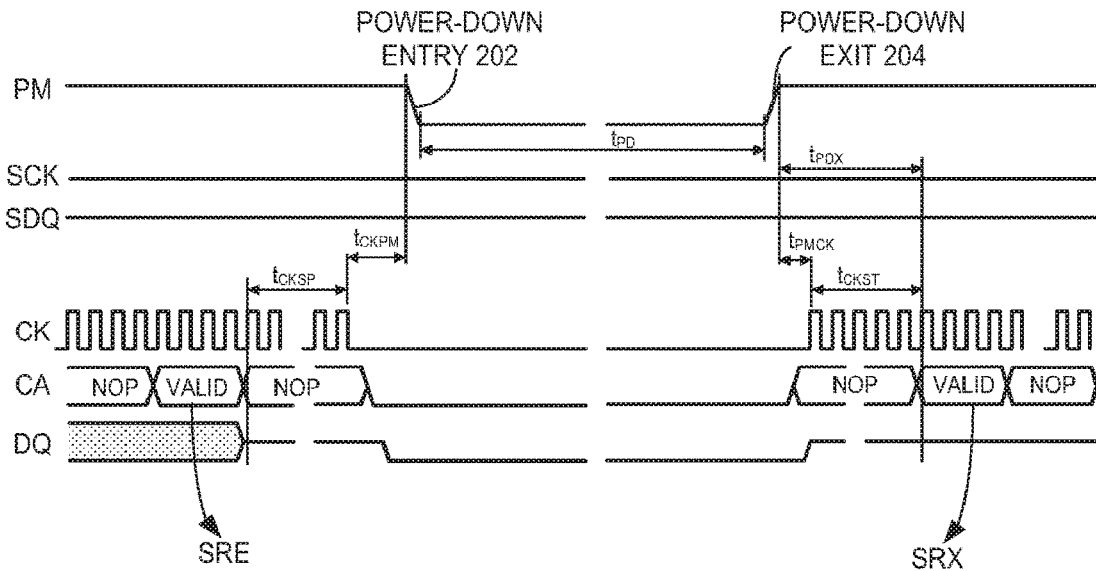 POWER-DOWN
ENTRY 202
POWER-DOWN
EXIT 204
PM
tPD
tPDX
SCK
SDQ
tCKPM
tPMCK
tCKSP
tCKST
CK
CA
NOP
VALID
NOP
NOP
VALID
NOP
DQ
SRE
SRX